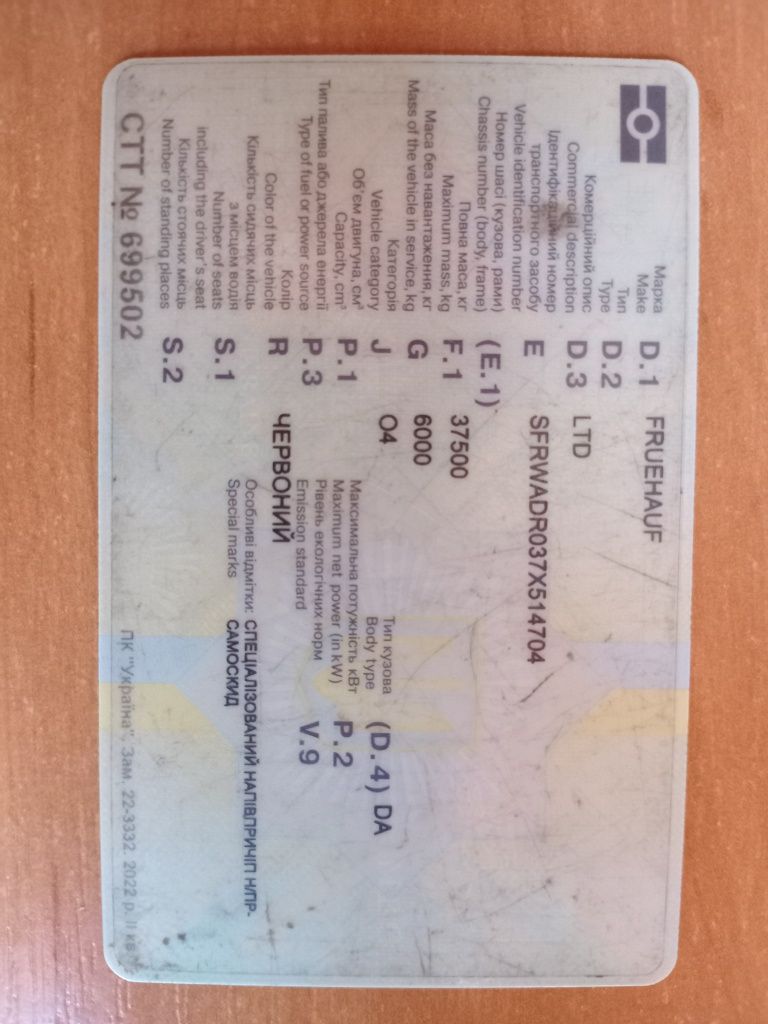 Марка
Make D.1 FRUEHAUF
Тип
Type D.2
Комерційний опис
Commercial description D.3 LTD
Ідентифікаційний номер
транспортного засобу
Vehicle identification number E SFRWADR037X514704
Номер шасі (кузова, рами)
Chassis number (body, frame) (E.1)
Повна маса, кг
Maximum mass, kg F.1 37500
Маса без навантаження, кг
Mass of the vehicle in service, kg G 6000
Категорія
Vehicle category J O4
Тип кузова
Body type (D.4) DA
Об'єм двигуна, см³
Capacity, cm³ P.1
Максимальна потужність кВт
Maximum net power (in kW) P.2
Тип палива або джерела енергії
Type of fuel or power source P.3
Рівень екологічних норм
Emission standard V.9
Колір
Color of the vehicle R ЧЕРВОНИЙ
Кількість сидячих місць
з місцем водія
Number of seats
including the driver's seat S.1
Кількість стоячих місць
Number of standing places S.2
Особливі відмітки: СПЕЦІАЛІЗОВАНИЙ НАПІВПРИЧІП Н/ПР-
Special marks САМОСКИД
СТТ № 699502
ПК "Україна". Зам. 22-3332. 2022 р. II кв.